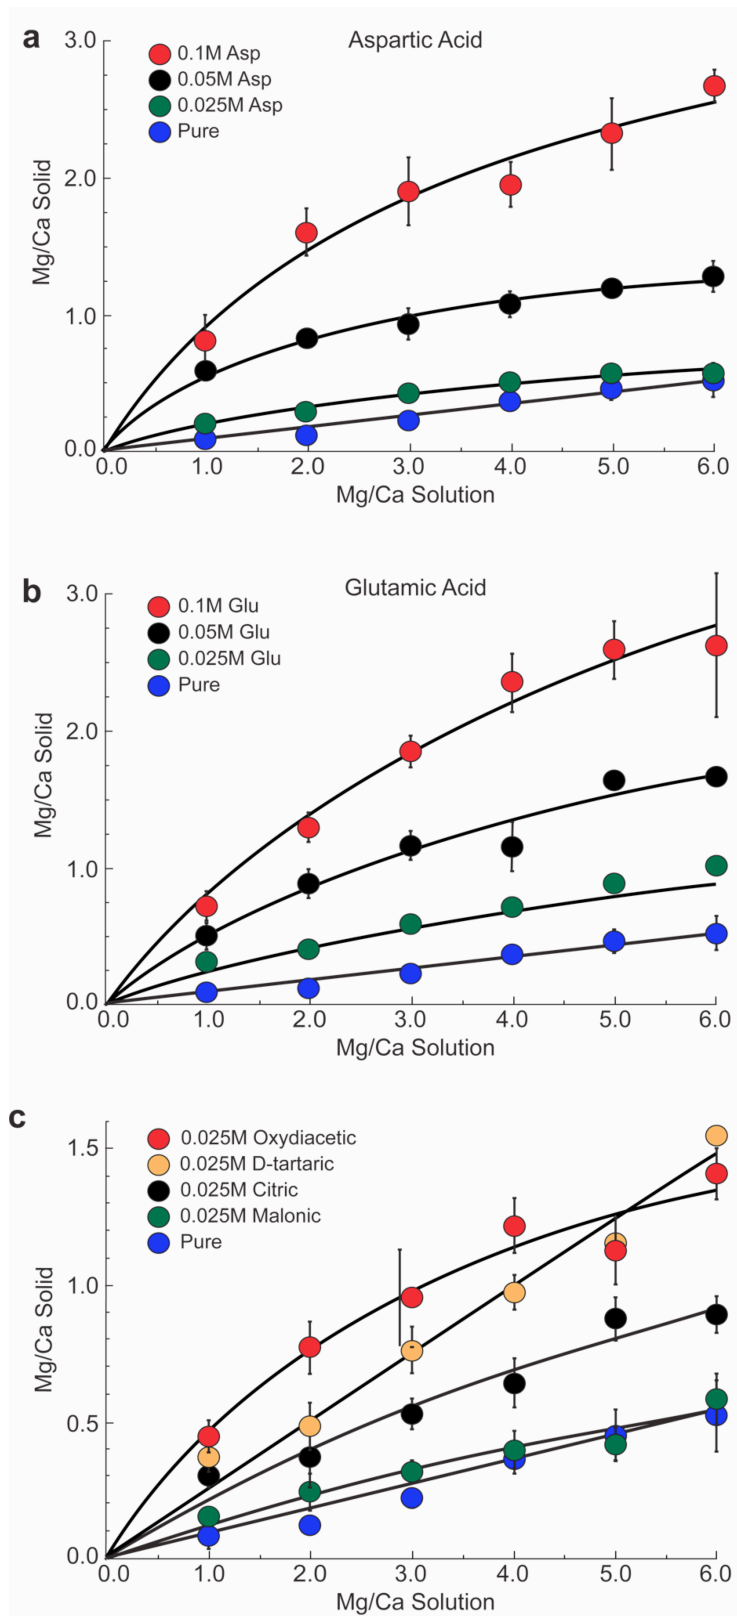 a
Aspartic Acid
3.0
0.1M Asp
0.05M Asp
0.025M Asp
Pure
2.0
Mg/Ca Solid
1.0
0.0
0.0 1.0 2.0 3.0 4.0 5.0 6.0
Mg/Ca Solution
b
Glutamic Acid
3.0
0.1M Glu
0.05M Glu
0.025M Glu
Pure
2.0
Mg/Ca Solid
1.0
0.0
0.0 1.0 2.0 3.0 4.0 5.0 6.0
Mg/Ca Solution
c
0.025M Oxydiacetic
1.5
0.025M D-tartaric
0.025M Citric
0.025M Malonic
Pure
1.0
Mg/Ca Solid
0.5
0.0
0.0 1.0 2.0 3.0 4.0 5.0 6.0
Mg/Ca Solution